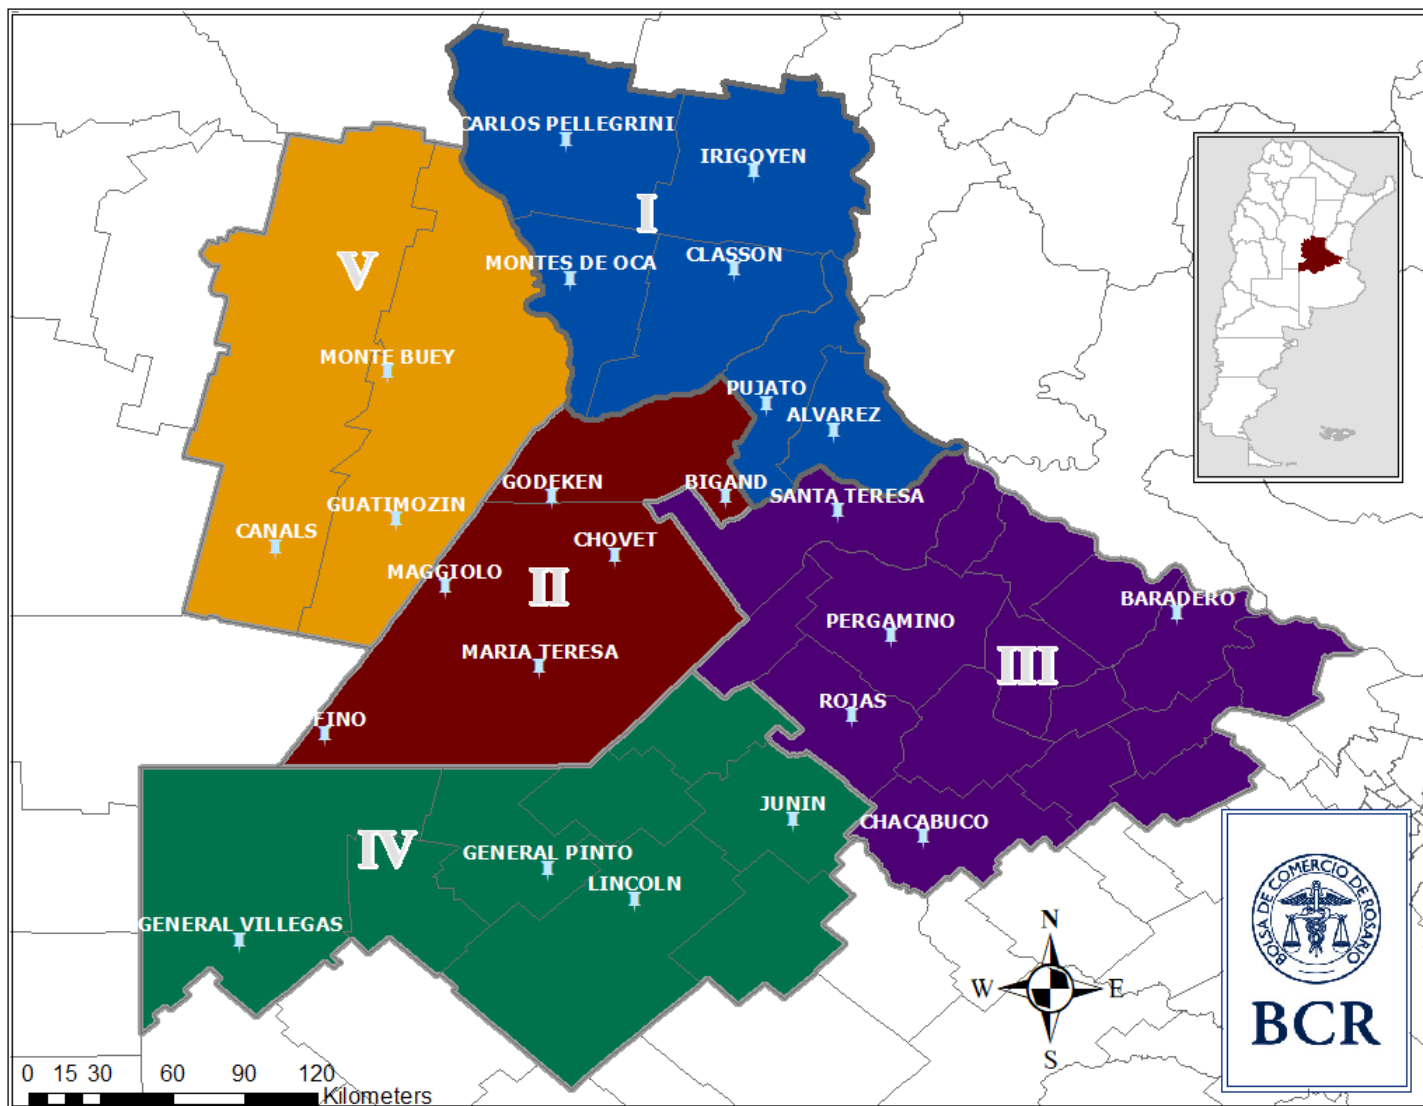 CARLOS PELLEGRINI
IRIGOYEN
I
MONTES DE OCA
CLASSON
V
MONTE BUEY
PUJATO
ALVAREZ
GODEKEN
BIGAND
SANTA TERESA
GUATIMOZIN
CANALS
CHOVET
MAGGIOLO
II
BARADERO
PERGAMINO
MARIA TERESA
III
ROJAS
FINO
JUNIN
CHACABUCO
IV
GENERAL PINTO
LINCOLN
GENERAL VILLEGAS
N
W
E
S
BOLSA DE COMERCIO DE ROSARIO
BCR
0 15 30 60 90 120
Kilometers